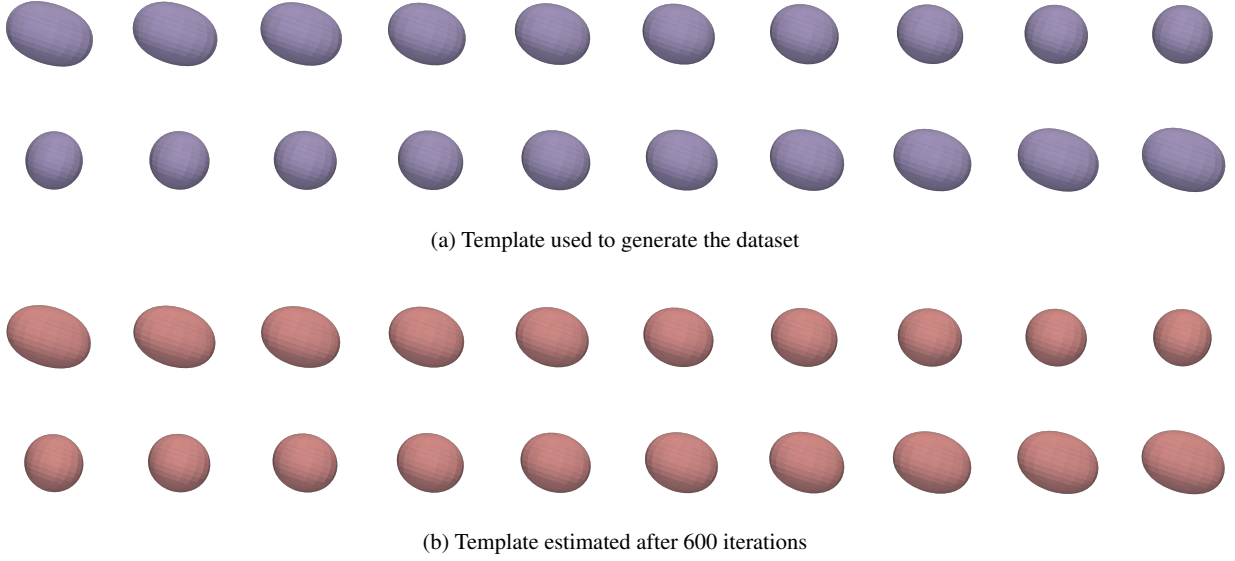 (a) Template used to generate the dataset
(b) Template estimated after 600 iterations